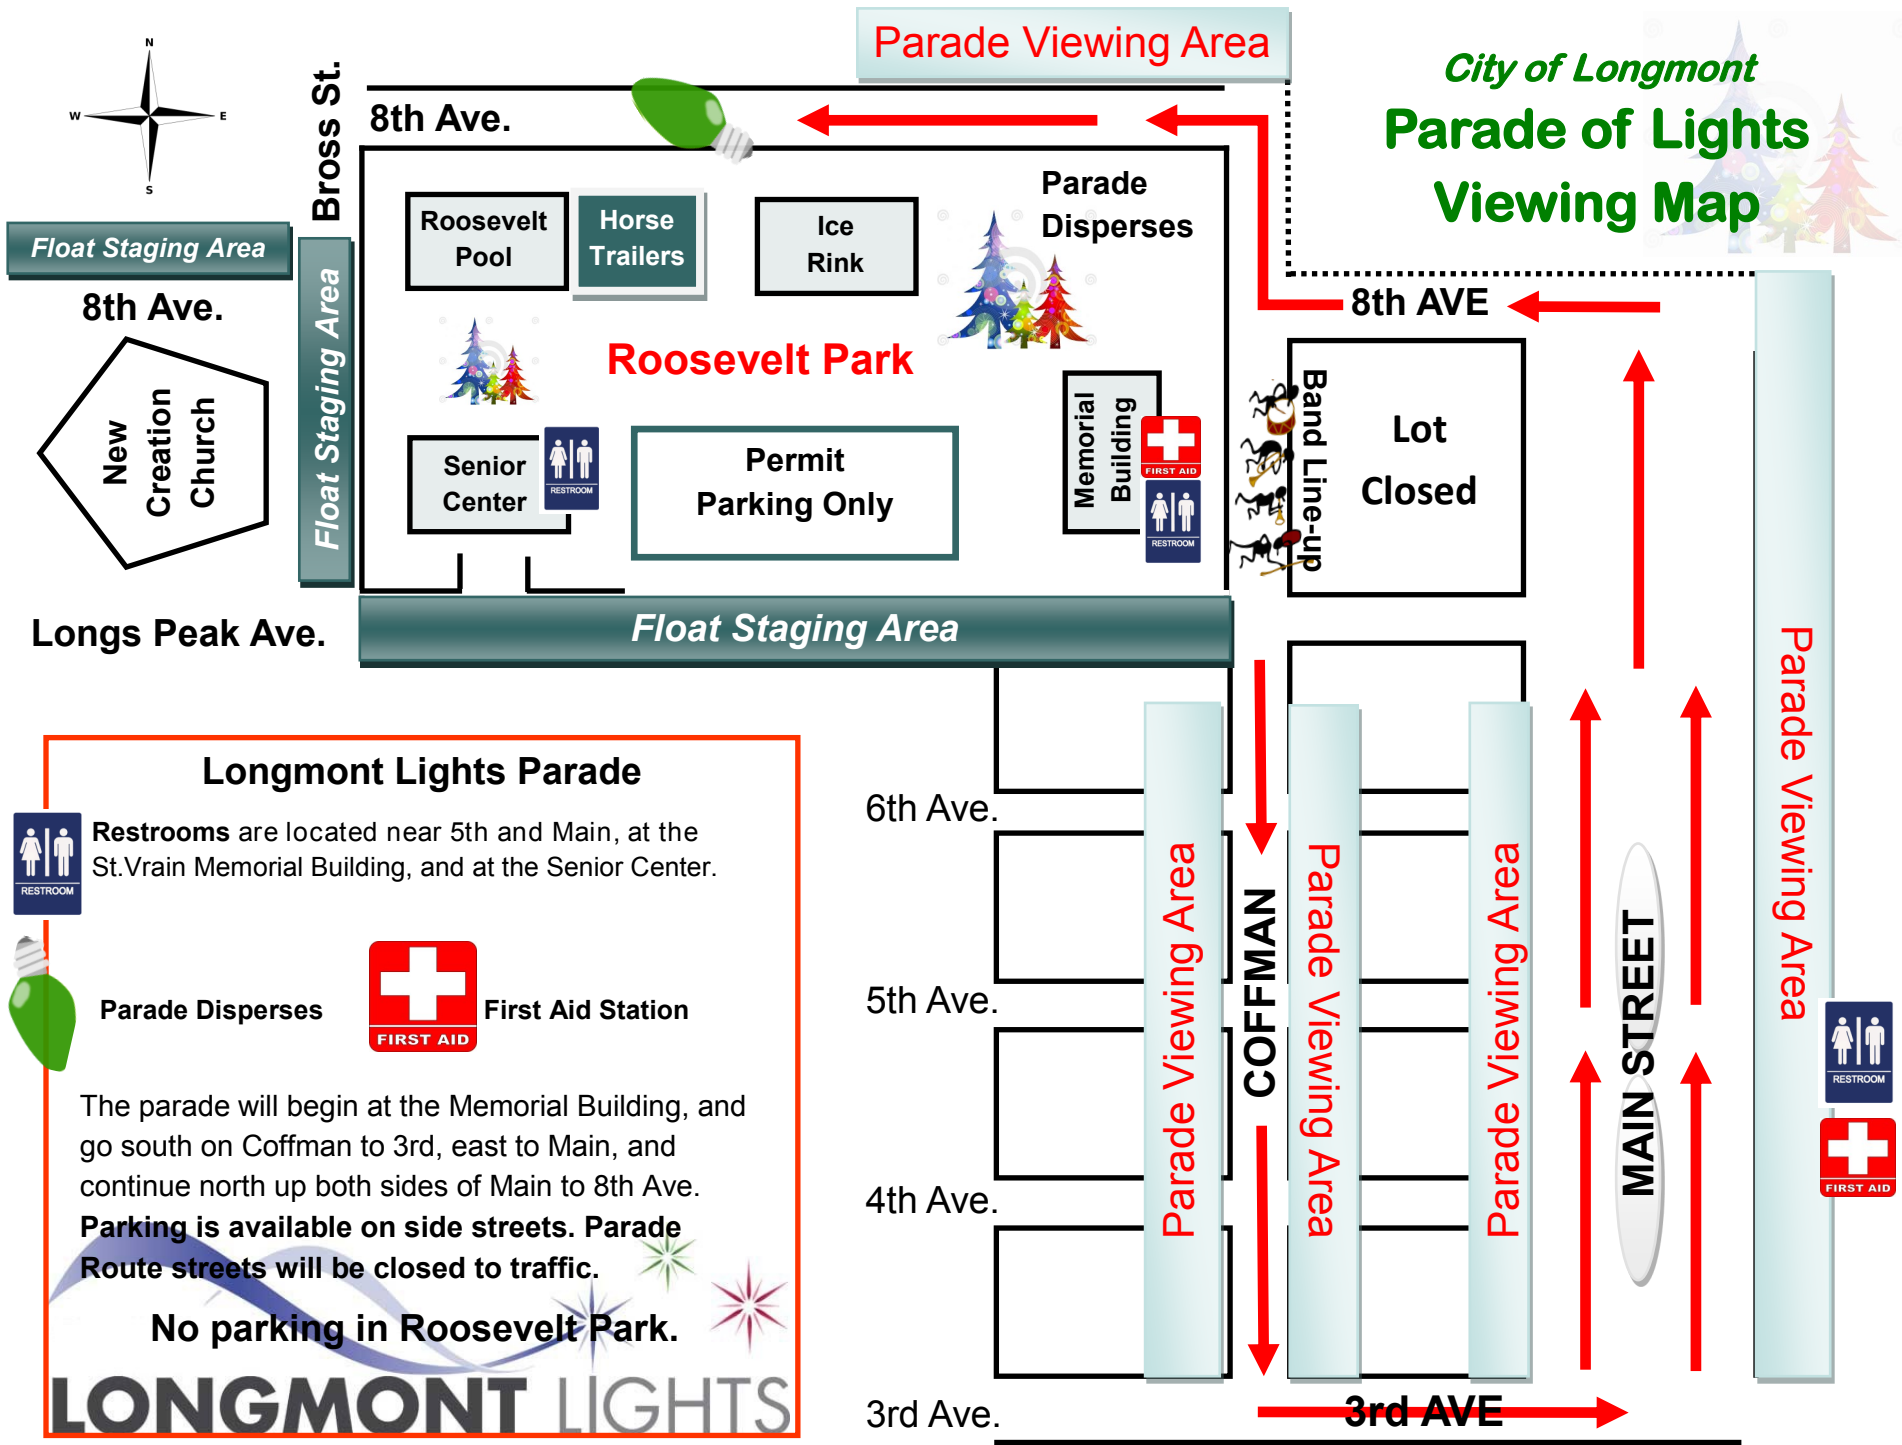 Parade Viewing Area
City of Longmont
Parade of Lights
Viewing Map
N
W
E
S
Bross St.
8th Ave.
Parade
Disperses
Roosevelt
Pool
Horse
Trailers
Ice
Rink
Float Staging Area
8th Ave.
Float Staging Area
8th AVE
Roosevelt Park
New
Creation
Church
Senior
Center
RESTROOM
Permit
Parking Only
Memorial
Building
FIRST AID
RESTROOM
Band Line-up
Lot
Closed
Longs Peak Ave.
Float Staging Area
Parade Viewing Area
Longmont Lights Parade
RESTROOM
Restrooms are located near 5th and Main, at the
St.Vrain Memorial Building, and at the Senior Center.
Parade Disperses
FIRST AID
First Aid Station
The parade will begin at the Memorial Building, and
go south on Coffman to 3rd, east to Main, and
continue north up both sides of Main to 8th Ave.
Parking is available on side streets. Parade
Route streets will be closed to traffic.
No parking in Roosevelt Park.
LONGMONT LIGHTS
6th Ave.
5th Ave.
4th Ave.
3rd Ave.
Parade Viewing Area
COFFMAN
Parade Viewing Area
Parade Viewing Area
MAIN STREET
RESTROOM
FIRST AID
3rd AVE